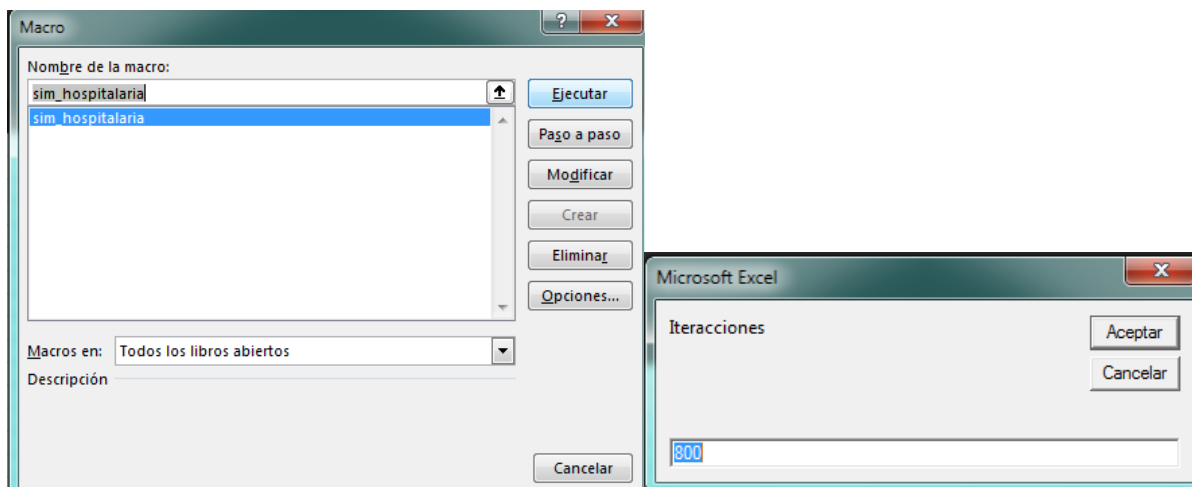 Macro
Nombre de la macro:
sim_hospitalaria
sim_hospitalaria
Ejecutar
Paso a paso
Modificar
Crear
Eliminar
Opciones...
Macros en: Todos los libros abiertos
Descripción
Cancelar
Microsoft Excel
Iteracciones
Aceptar
Cancelar
800